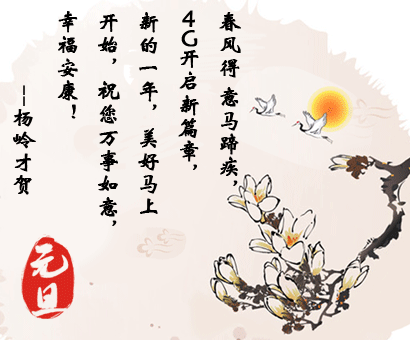 春风得意马蹄疾，
4G开启新篇章，
新的一年，美好马上
开始，祝您万事如意，
幸福安康！
——杨岭才贺
元旦